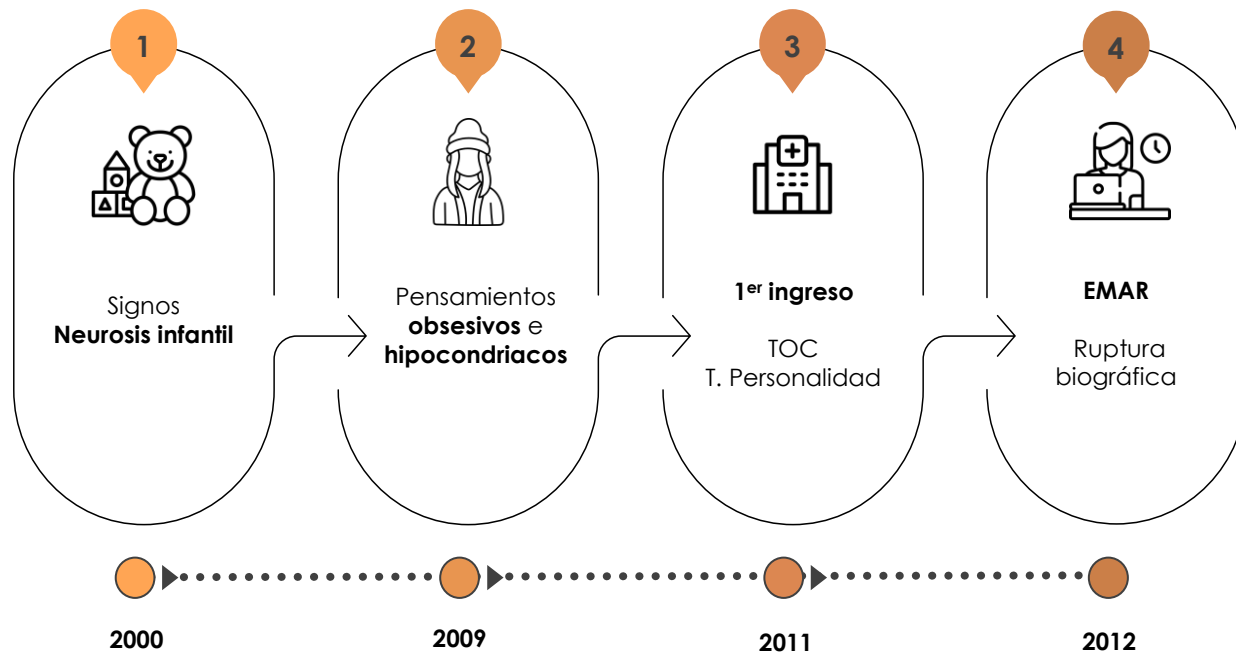 1
Signos
Neurosis infantil
2
Pensamientos
obsesivos e
hipocondriacos
3
1er ingreso
TOC
T. Personalidad
4
EMAR
Ruptura
biográfica
2000
2009
2011
2012